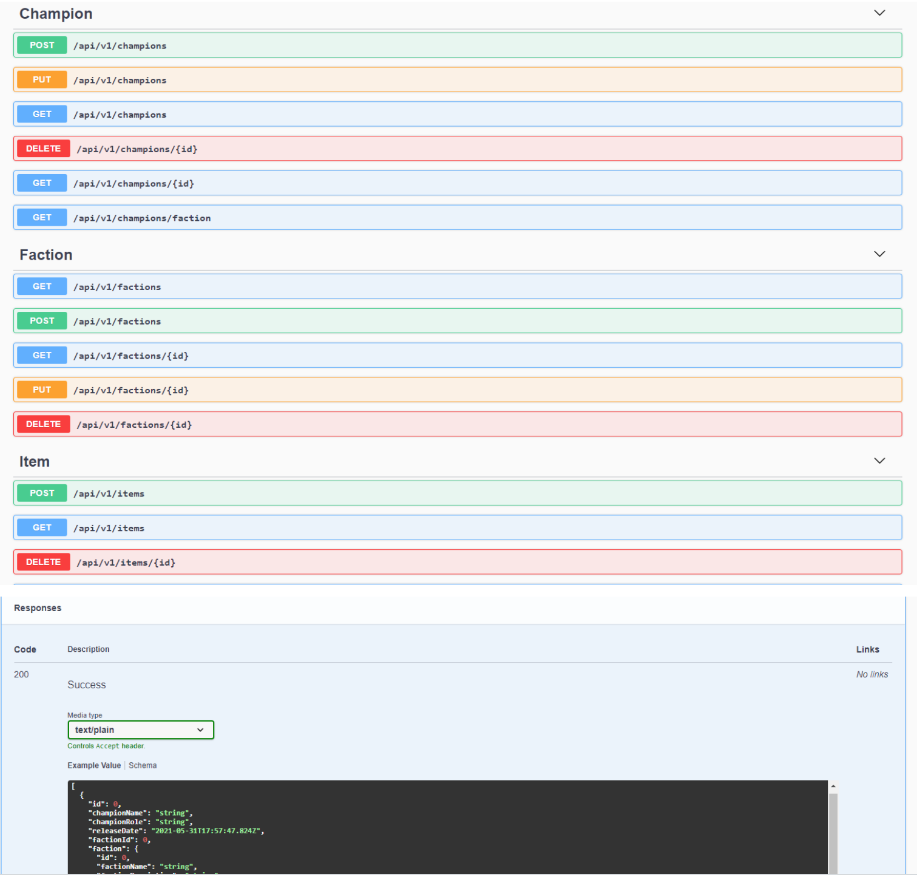 Champion
POST /api/v1/champions
PUT /api/v1/champions
GET /api/v1/champions
DELETE /api/v1/champions/{id}
GET /api/v1/champions/{id}
GET /api/v1/champions/faction
Faction
GET /api/v1/factions
POST /api/v1/factions
GET /api/v1/factions/{id}
PUT /api/v1/factions/{id}
DELETE /api/v1/factions/{id}
Item
POST /api/v1/items
GET /api/v1/items
DELETE /api/v1/items/{id}
Responses
Code Description Links
200 Success No links
Media type
text/plain
Controls Accept header.
Example Value Schema
[
{
"id": 0,
"championName": "string",
"championRole": "string",
"releaseDate": "2021-05-31T17:57:47.824Z",
"factionId": 0,
"faction": {
"id": 0,
"factionName": "string",